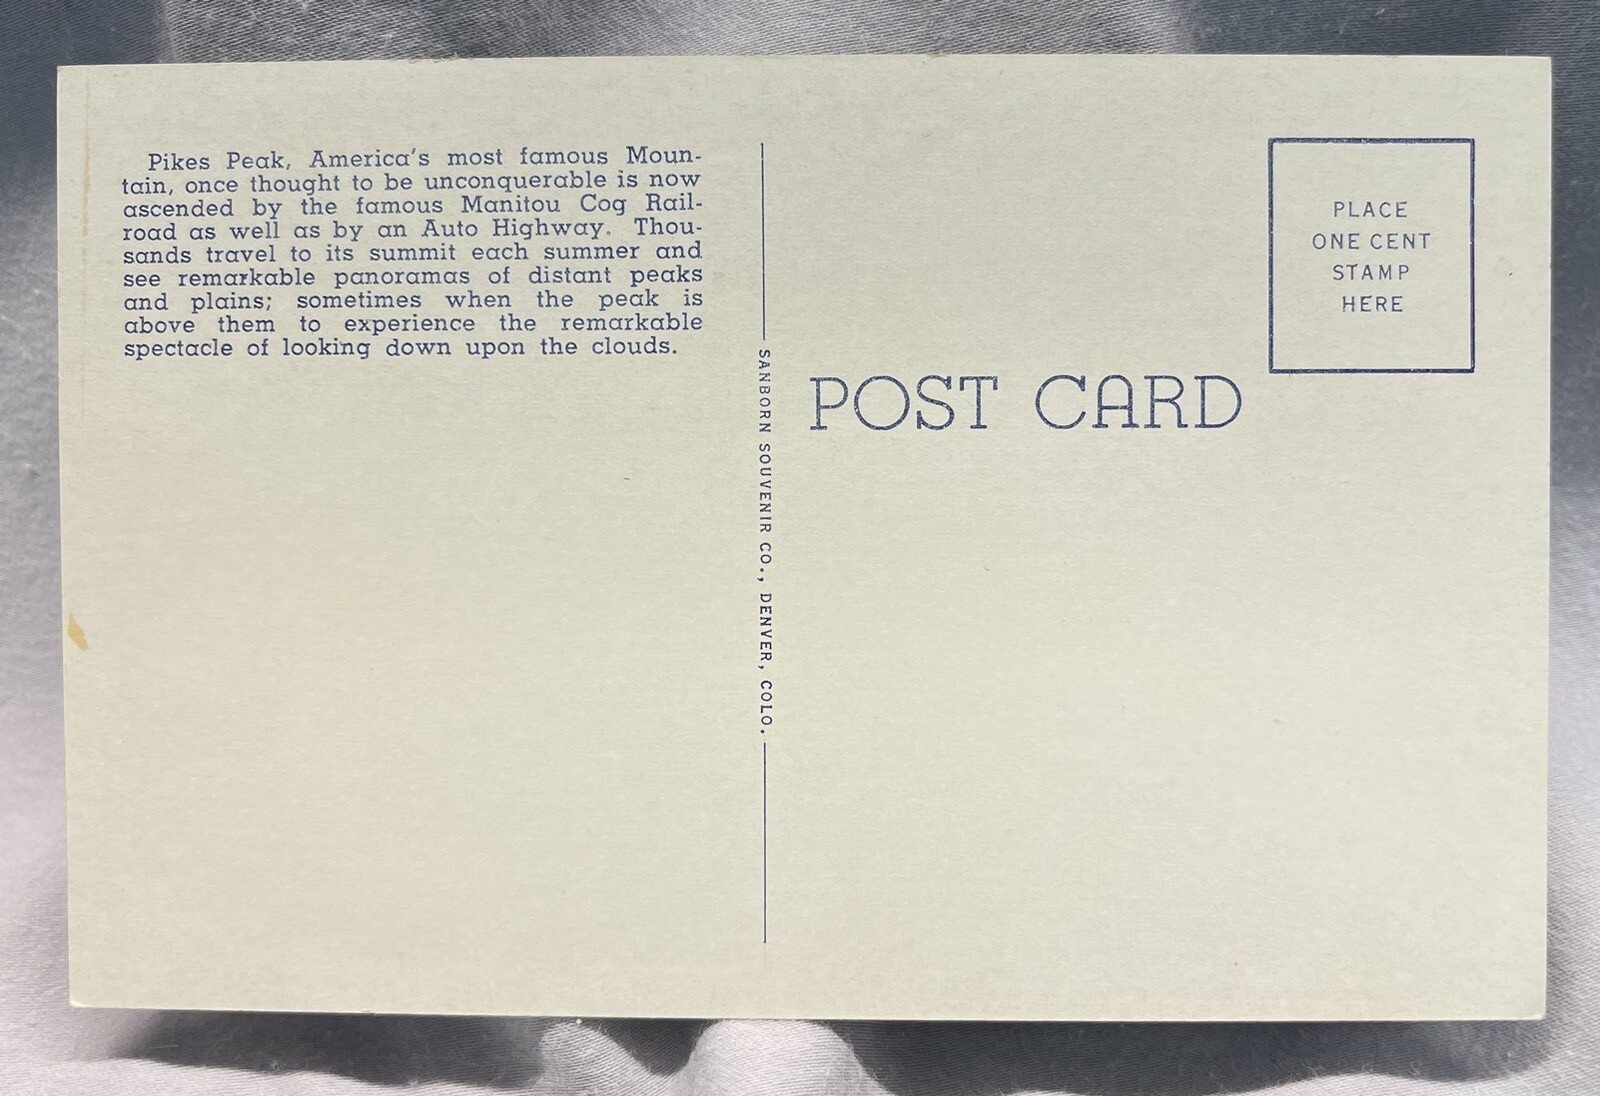 Pikes Peak, America's most famous Moun-
tain, once thought to be unconquerable is now
ascended by the famous Manitou Cog Rail-
road as well as by an Auto Highway. Thou-
sands travel to its summit each summer and
see remarkable panoramas of distant peaks
and plains; sometimes when the peak is
above them to experience the remarkable
spectacle of looking down upon the clouds.
SANBORN SOUVENIR CO., DENVER, COLO.
POST CARD
PLACE
ONE CENT
STAMP
HERE